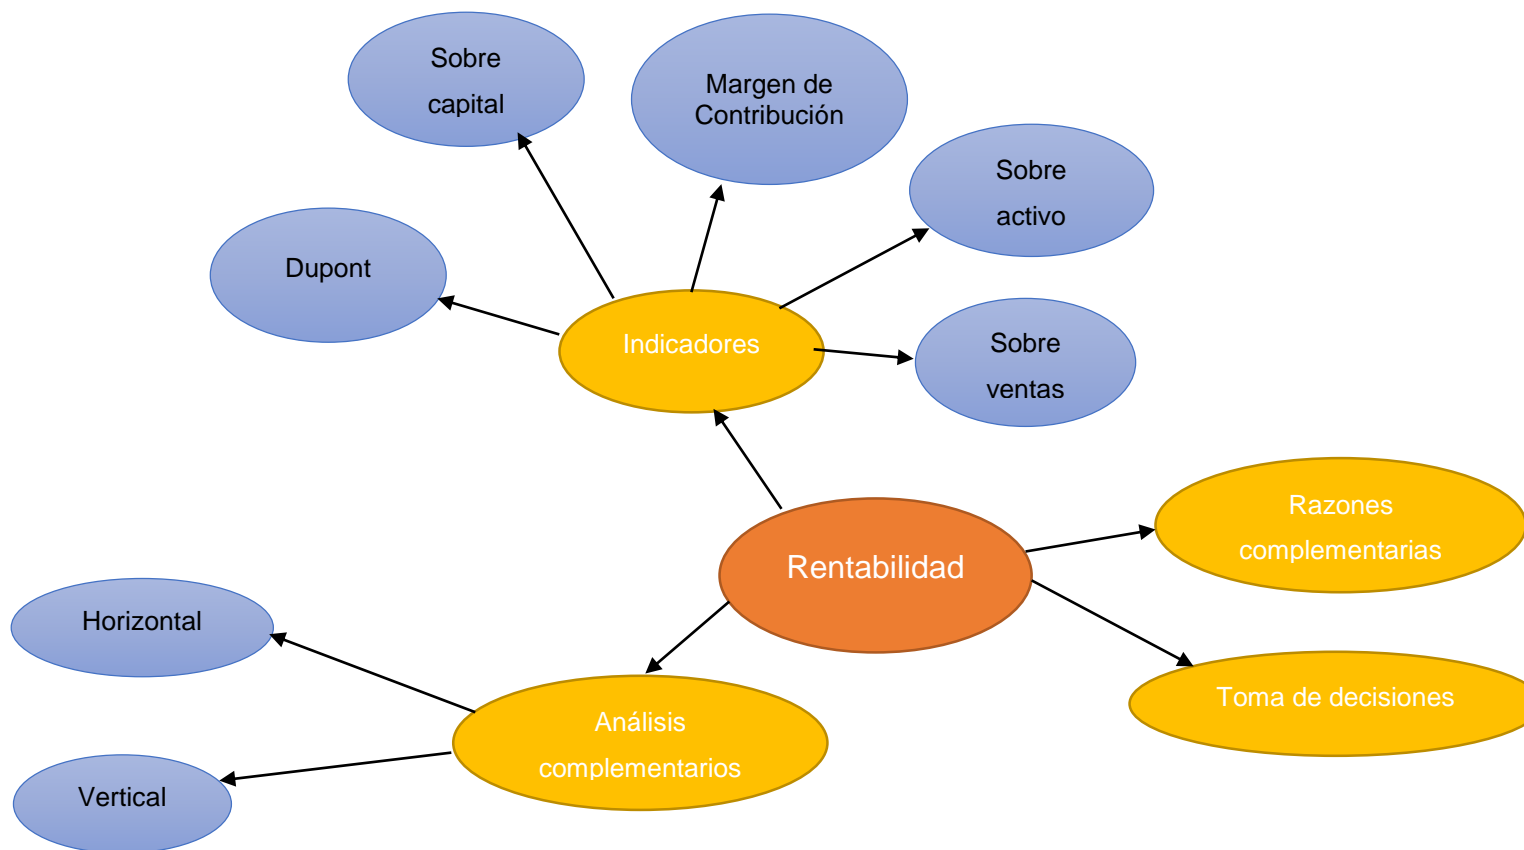 Sobre
capital
Margen de
Contribución
Sobre
activo
Dupont
Indicadores
Sobre
ventas
Razones
complementarias
Rentabilidad
Horizontal
Toma de decisiones
Análisis
complementarios
Vertical